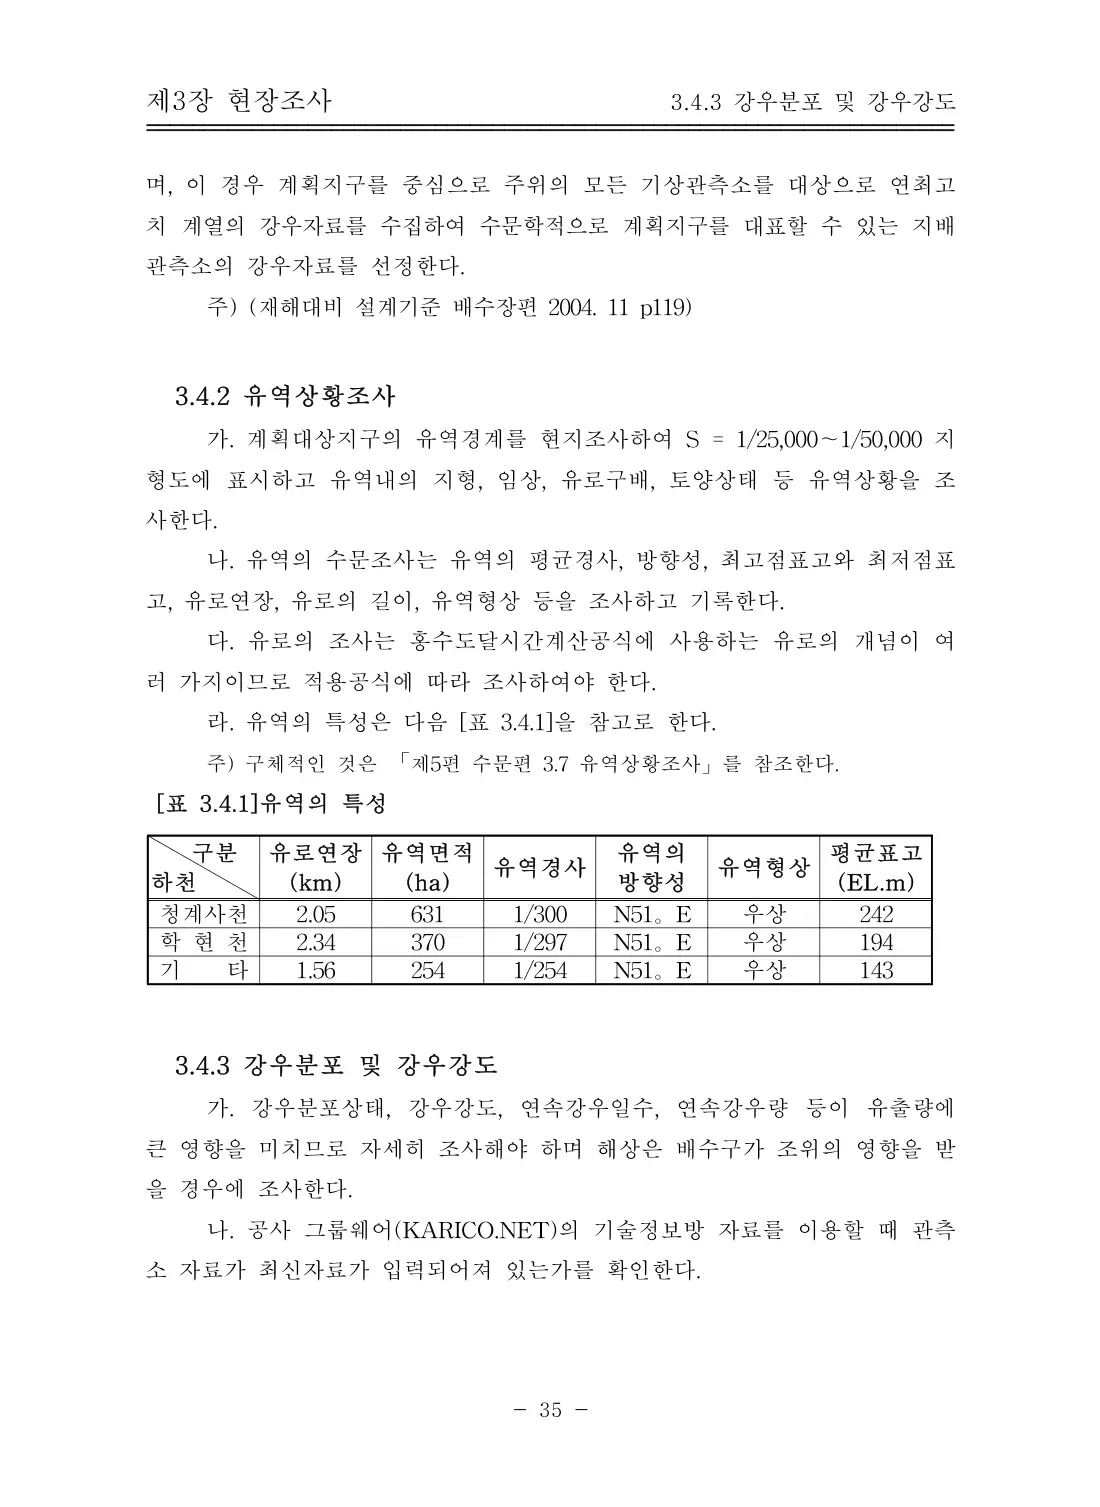 제3장 현장조사
3.4.3 강우분포 및 강우강도
며, 이 경우 계획지구를 중심으로 주위의 모든 기상관측소를 대상으로 연최고
치 계열의 강우자료를 수집하여 수문학적으로 계획지구를 대표할 수 있는 지배
관측소의 강우자료를 선정한다.
주) (재해대비 설계기준 배수장편 2004. 11 p119)
3.4.2 유역상황조사
가. 계획대상지구의 유역경계를 현지조사하여 S = 1/25,000~1/50,000 지
형도에 표시하고 유역내의 지형, 임상, 유로구배, 토양상태 등 유역상황을 조
사한다.
나. 유역의 수문조사는 유역의 평균경사, 방향성, 최고점표고와 최저점표
고, 유로연장, 유로의 길이, 유역형상 등을 조사하고 기록한다.
다. 유로의 조사는 홍수도달시간계산공식에 사용하는 유로의 개념이 여
러 가지이므로 적용공식에 따라 조사하여야 한다.
라. 유역의 특성은 다음 [표 3.4.1]을 참고로 한다.
주) 구체적인 것은 「제5편 수문편 3.7 유역상황조사」를 참조한다.
[표 3.4.1]유역의 특성
구분 하천 유로연장 (km) 유역면적 (ha) 유역경사 유역의 방향성 유역형상 평균표고 (EL.m)
청계사천 2.05 631 1/300 N51。E 우상 242
학 현 천 2.34 370 1/297 N51。E 우상 194
기 타 1.56 254 1/254 N51。E 우상 143
3.4.3 강우분포 및 강우강도
가. 강우분포상태, 강우강도, 연속강우일수, 연속강우량 등이 유출량에
큰 영향을 미치므로 자세히 조사해야 하며 해상은 배수구가 조위의 영향을 받
을 경우에 조사한다.
나. 공사 그룹웨어(KARICO.NET)의 기술정보방 자료를 이용할 때 관측
소 자료가 최신자료가 입력되어져 있는가를 확인한다.
- 35 -